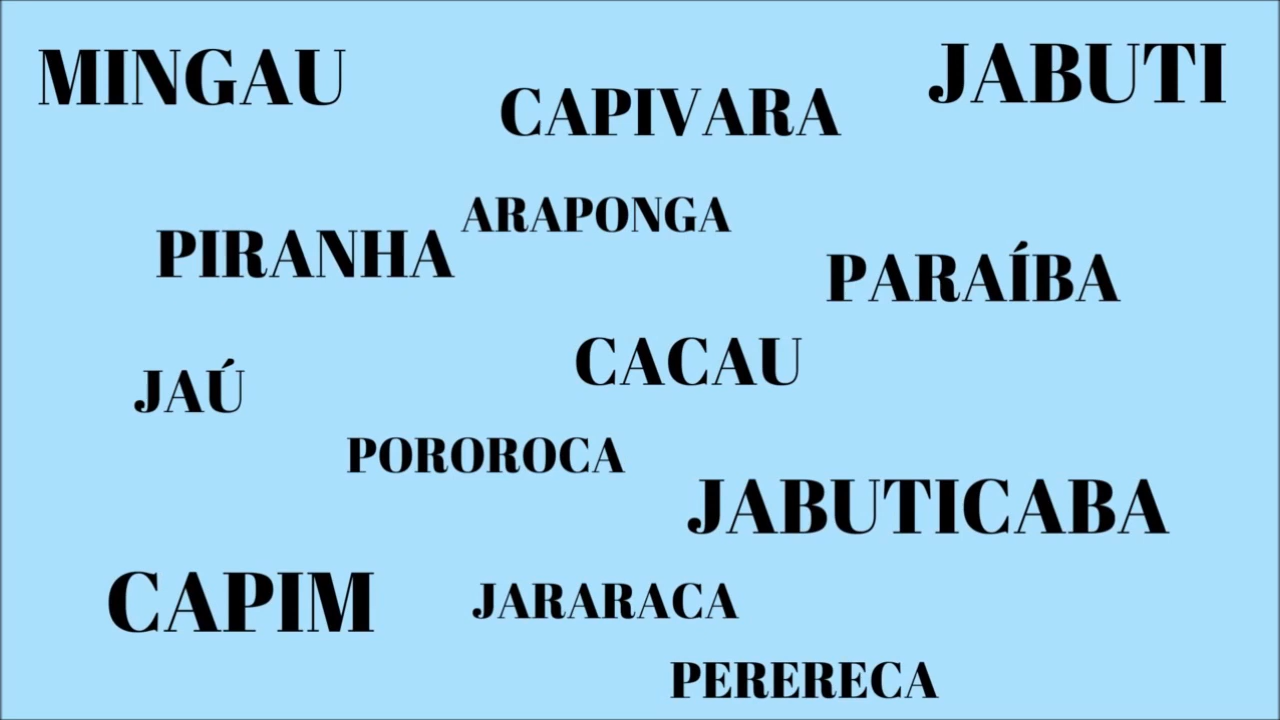 MINGAU
JABUTI
CAPIVARA
ARAPONGA
PIRANHA
PARAÍBA
CACAU
JAÚ
POROROCA
JABUTICABA
CAPIM
JARARACA
PERERECA